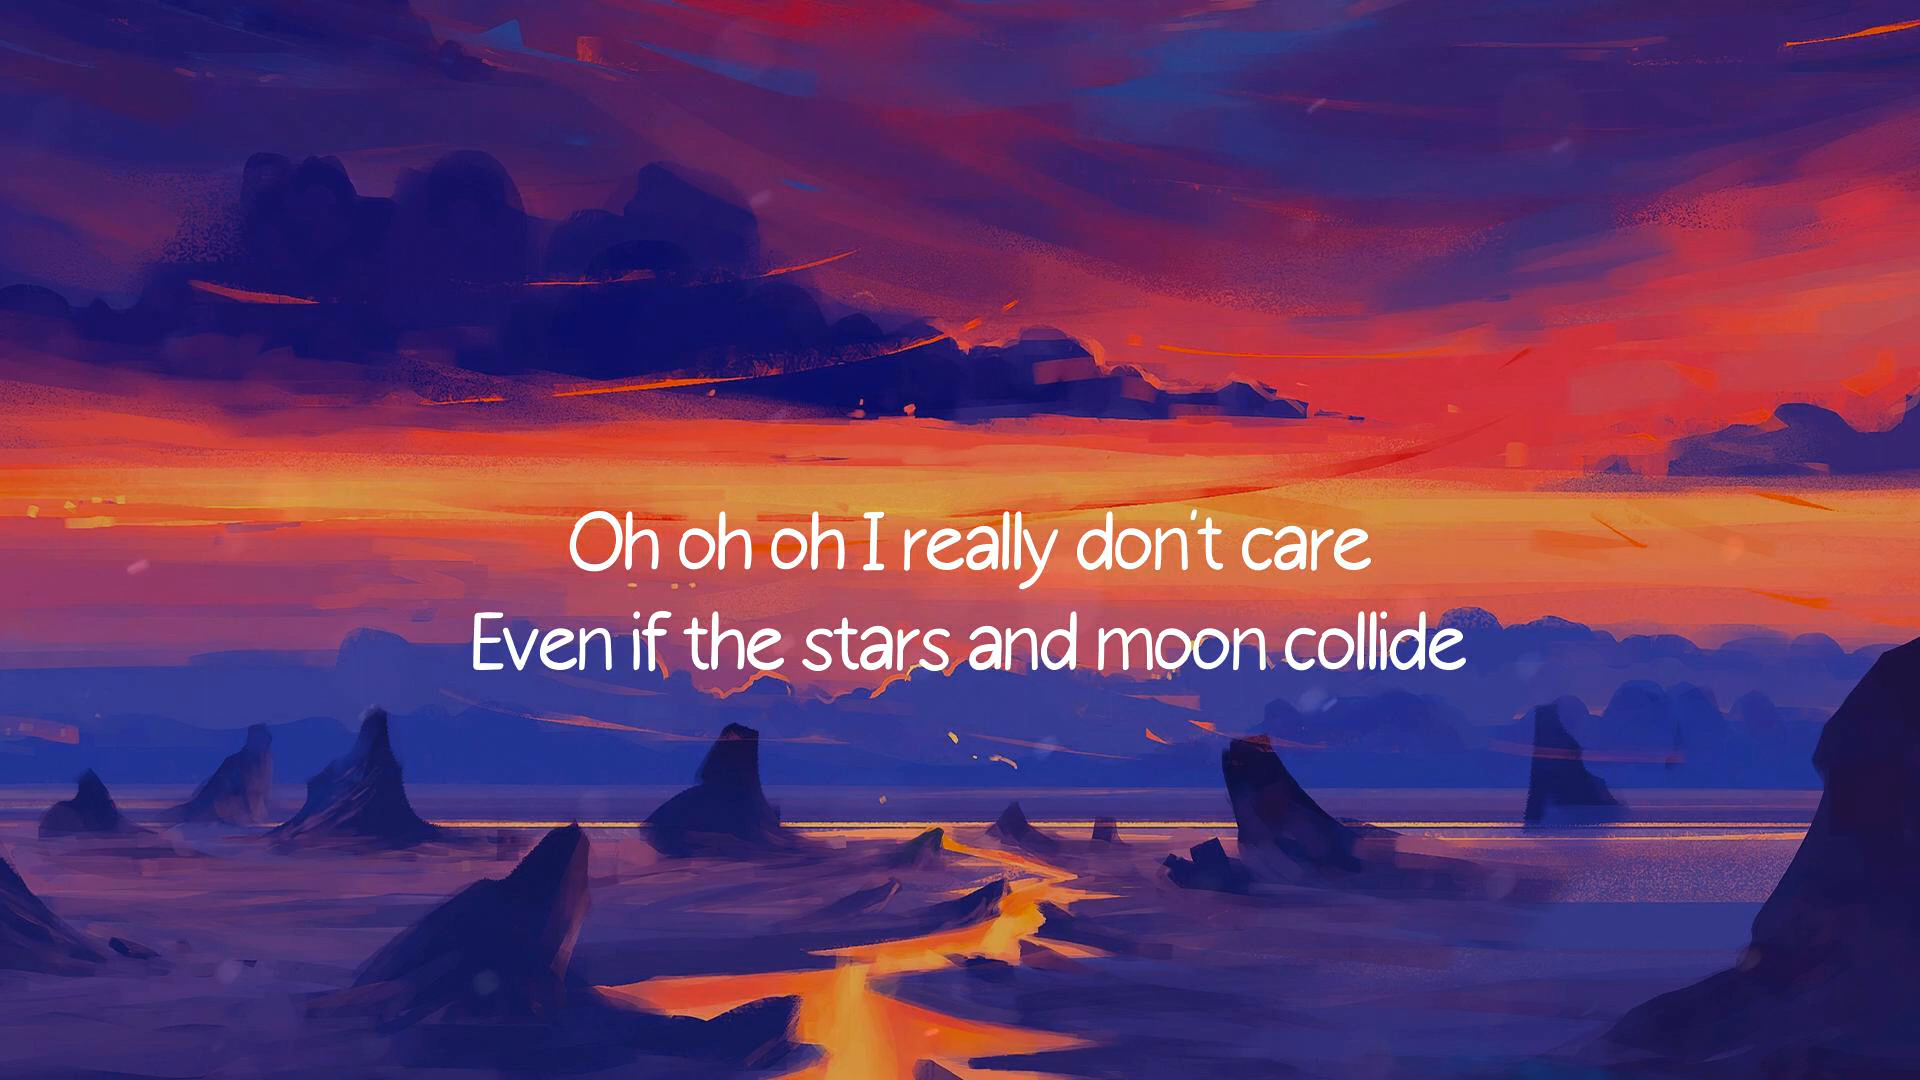 Oh oh oh I really don't care
Even if the stars and moon collide